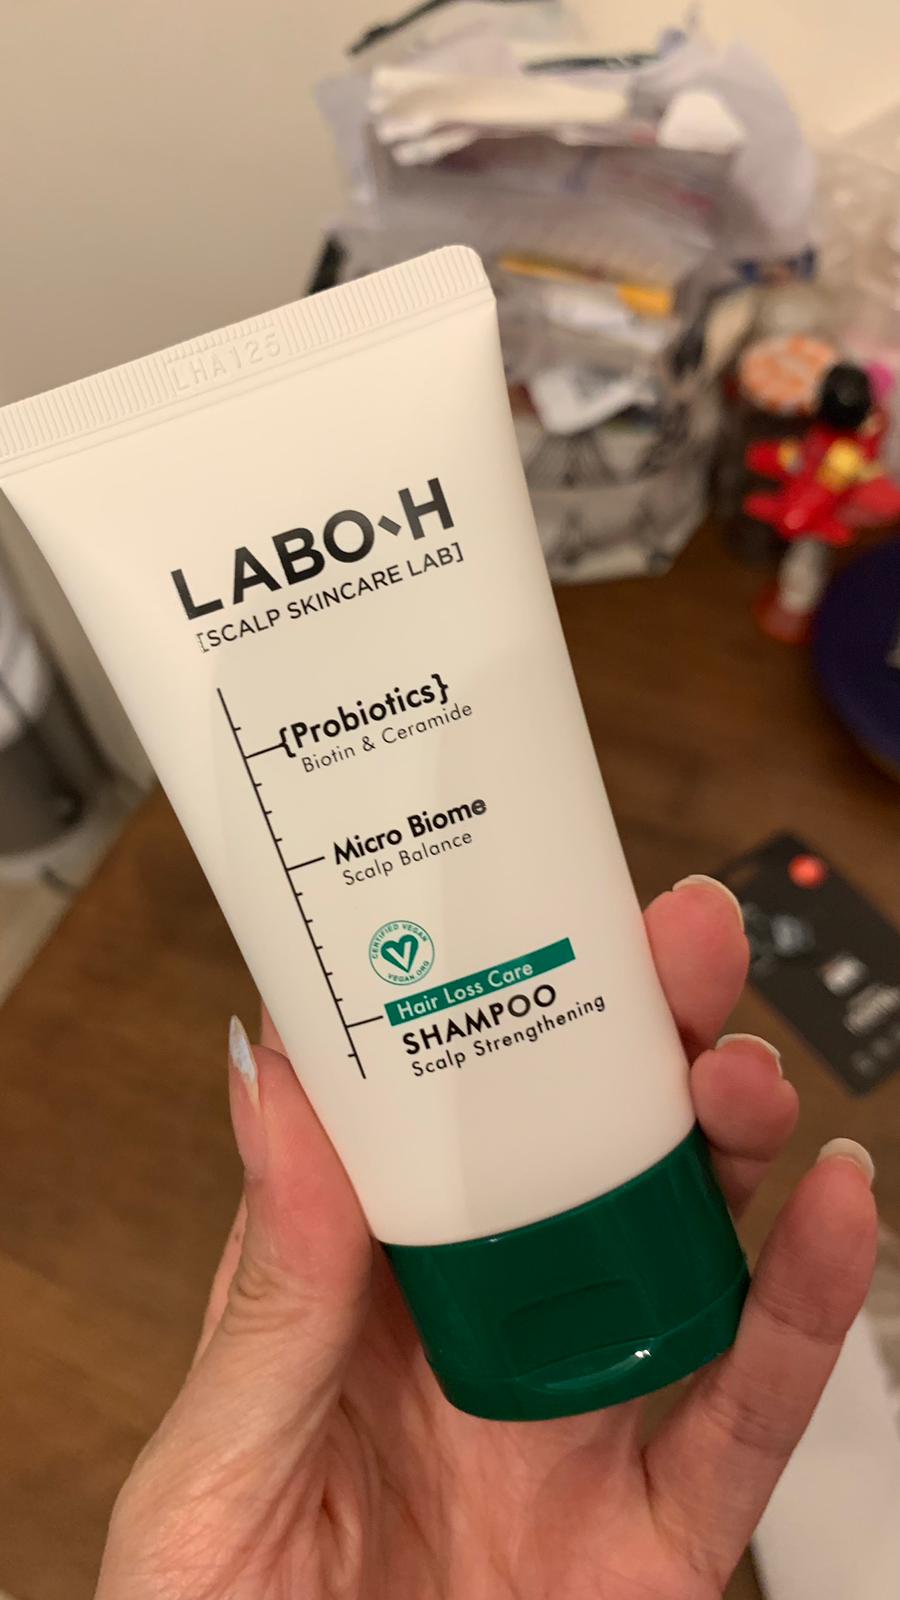 LHA125
LABO-H
[SCALP SKINCARE LAB]
{Probiotics}
Biotin & Ceramide
Micro Biome
Scalp Balance
CERTIFIED VEGAN
VEGAN.ORG
Hair Loss Care
SHAMPOO
Scalp Strengthening